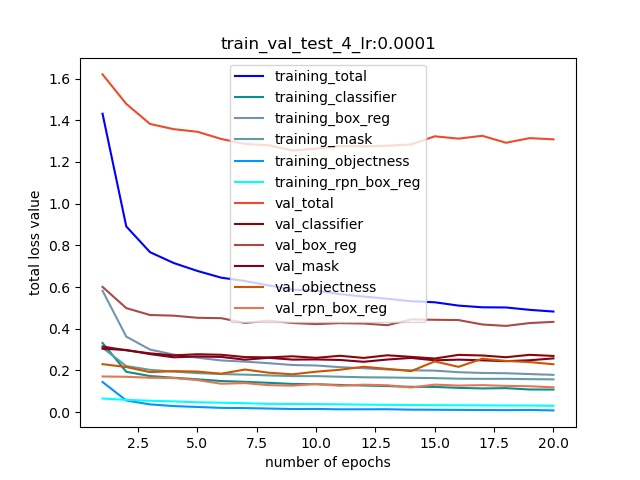 train_val_test_4_lr:0.0001
total loss value
1.6
1.4
1.2
1.0
0.8
0.6
0.4
0.2
0.0
training_total
training_classifier
training_box_reg
training_mask
training_objectness
training_rpn_box_reg
val_total
val_classifier
val_box_reg
val_mask
val_objectness
val_rpn_box_reg
2.5 5.0 7.5 10.0 12.5 15.0 17.5 20.0
number of epochs